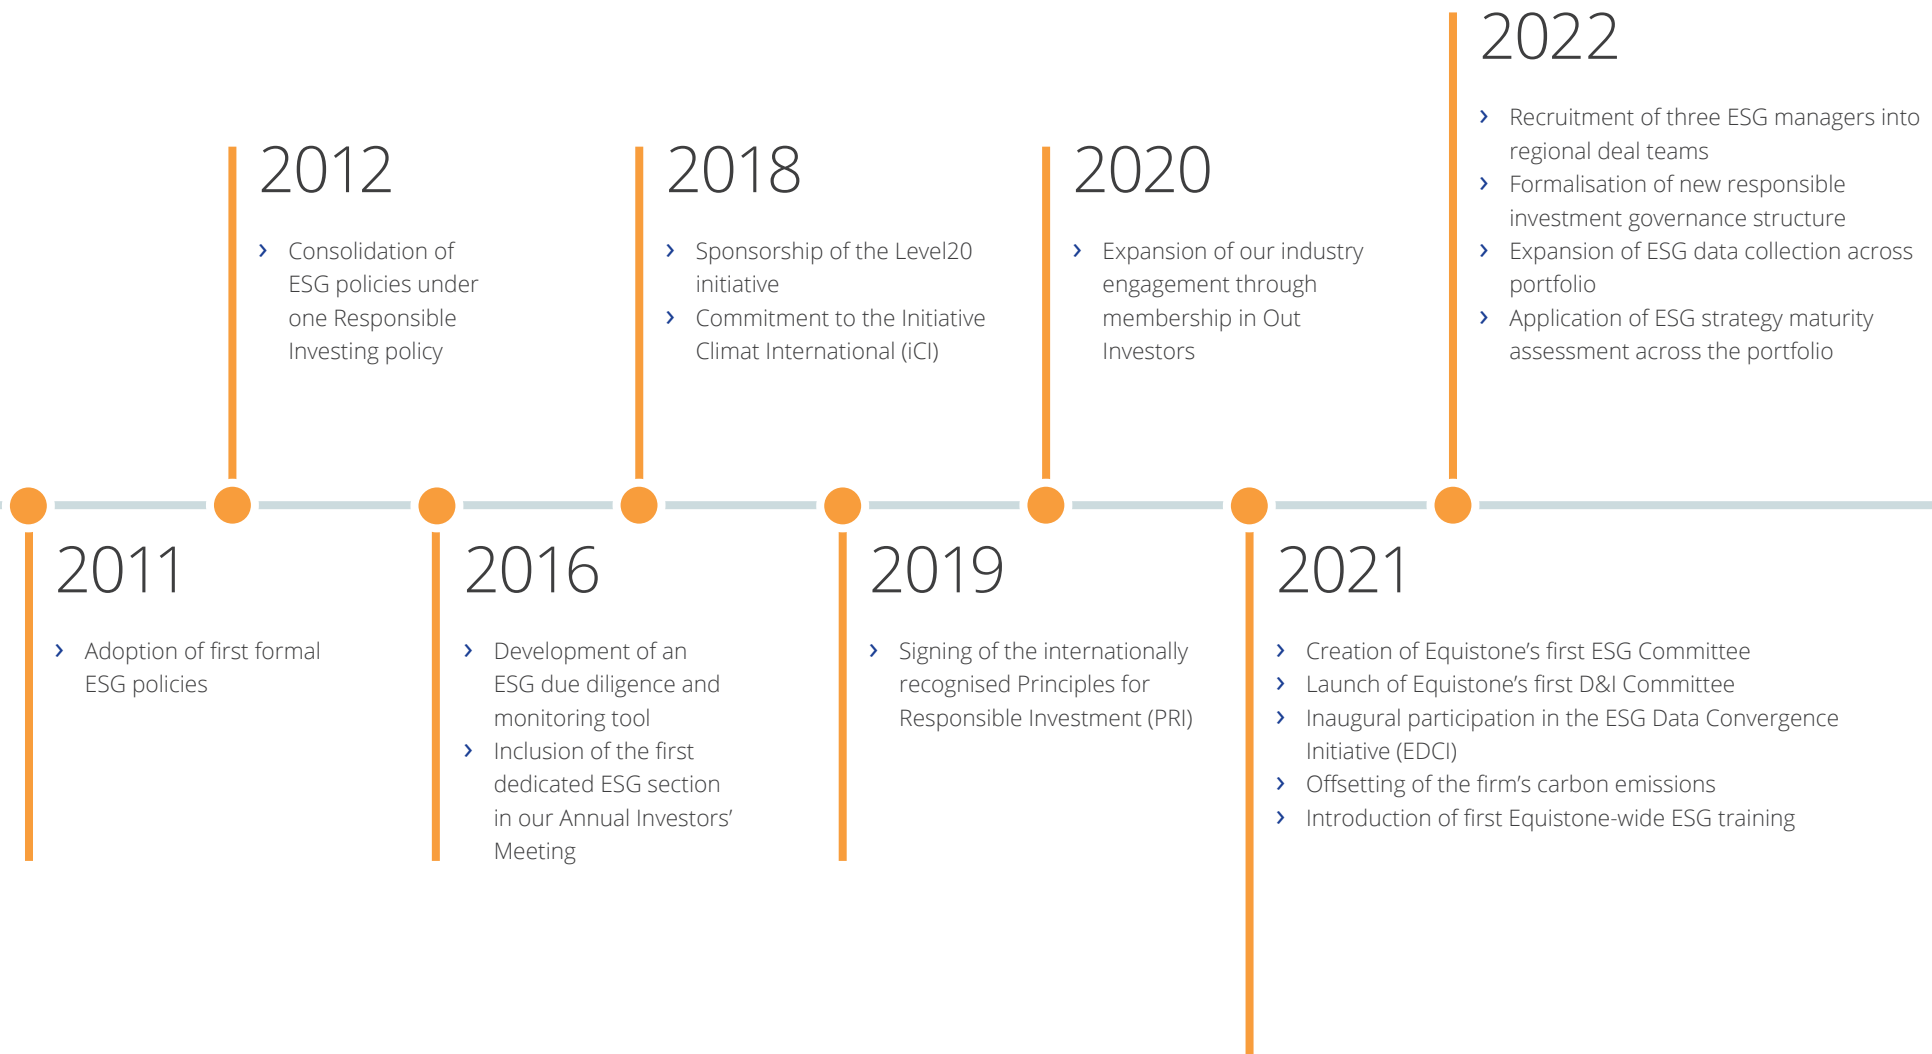 2011
› Adoption of first formal
ESG policies
2012
› Consolidation of
ESG policies under
one Responsible
Investing policy
2016
› Development of an
ESG due diligence and
monitoring tool
› Inclusion of the first
dedicated ESG section
in our Annual Investors’
Meeting
2018
› Sponsorship of the Level20
initiative
› Commitment to the Initiative
Climat International (iCI)
2019
› Signing of the internationally
recognised Principles for
Responsible Investment (PRI)
2020
› Expansion of our industry
engagement through
membership in Out
Investors
2021
› Creation of Equistone’s first ESG Committee
› Launch of Equistone’s first D&I Committee
› Inaugural participation in the ESG Data Convergence
Initiative (EDCI)
› Offsetting of the firm’s carbon emissions
› Introduction of first Equistone-wide ESG training
2022
› Recruitment of three ESG managers into
regional deal teams
› Formalisation of new responsible
investment governance structure
› Expansion of ESG data collection across
portfolio
› Application of ESG strategy maturity
assessment across the portfolio